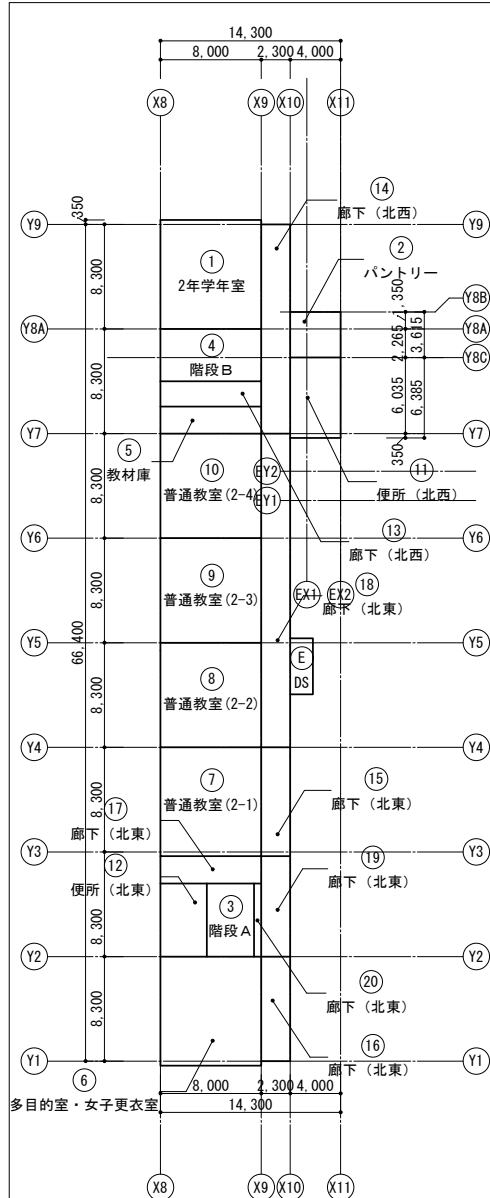 14,300
8,000 2,300 4,000
X8 X9 X10 X11
350
⑭
廊下（北西）
Y9 Y9
②
パントリー
①
2年学年室
8,300
1,350
Y8B
Y8A Y8A
2,265 3,615
Y8C
④
階段B
8,300
6,035 6,385
Y7 Y7
350
⑤
教材庫
⑪
便所（北西）
EY2
⑩
普通教室(2-4)
EY1
8,300
⑬
廊下（北西）
Y6 Y6
⑨
普通教室(2-3)
8,300
EX1 EX2
⑱
廊下（北東）
66,400
Y5 Y5
E
DS
⑧
普通教室(2-2)
8,300
Y4 Y4
⑦
普通教室(2-1)
8,300
⑮
廊下（北東）
⑰
廊下（北東）
Y3 Y3
⑫
便所（北東）
⑲
廊下（北東）
③
階段A
8,300
Y2 Y2
⑳
廊下（北東）
8,300
⑯
廊下（北東）
Y1 Y1
⑥
多目的室・女子更衣室
8,000 2,300 4,000
14,300
X8 X9 X10 X11